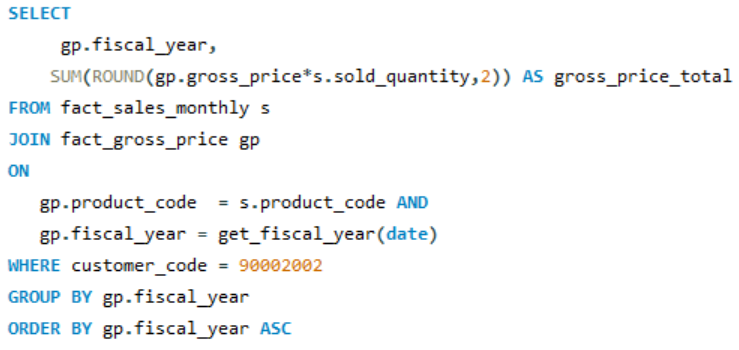 SELECT
gp.fiscal_year,
SUM(ROUND(gp.gross_price*s.sold_quantity,2)) AS gross_price_total
FROM fact_sales_monthly s
JOIN fact_gross_price gp
ON
gp.product_code = s.product_code AND
gp.fiscal_year = get_fiscal_year(date)
WHERE customer_code = 90002002
GROUP BY gp.fiscal_year
ORDER BY gp.fiscal_year ASC